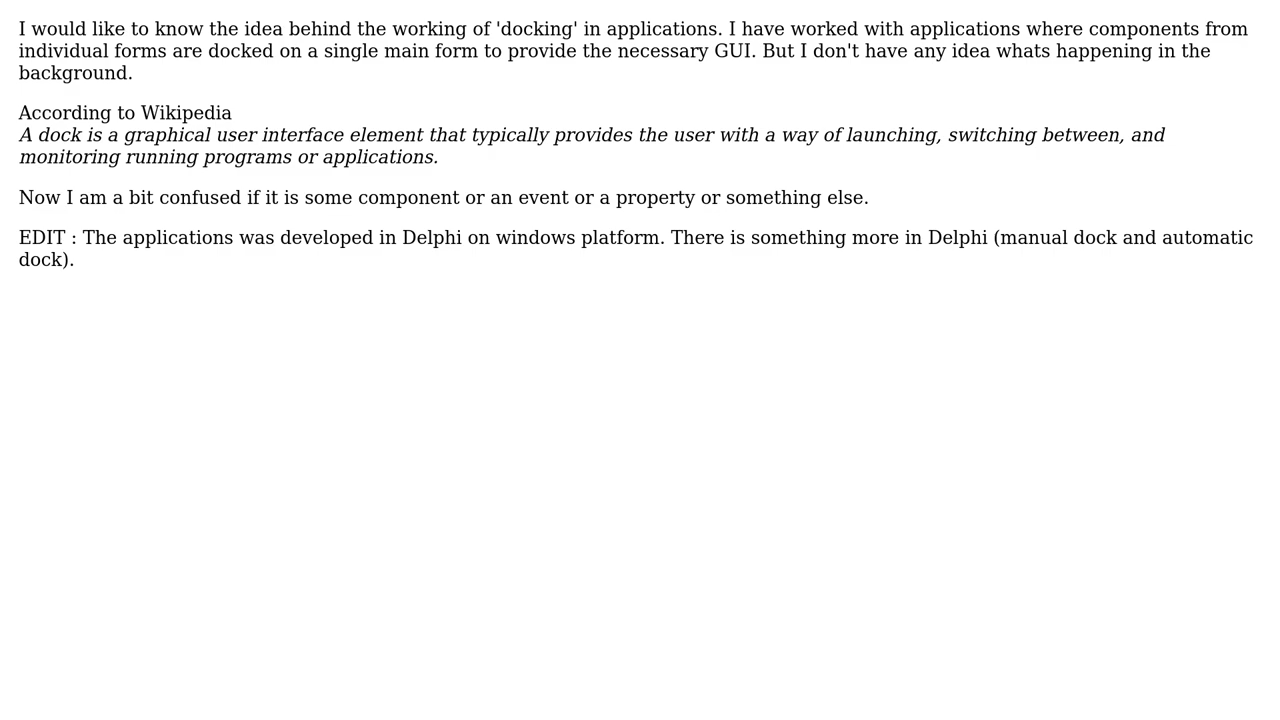 I would like to know the idea behind the working of 'docking' in applications. I have worked with applications where components from
individual forms are docked on a single main form to provide the necessary GUI. But I don't have any idea whats happening in the
background.
According to Wikipedia
A dock is a graphical user interface element that typically provides the user with a way of launching, switching between, and
monitoring running programs or applications.
Now I am a bit confused if it is some component or an event or a property or something else.
EDIT : The applications was developed in Delphi on windows platform. There is something more in Delphi (manual dock and automatic
dock).